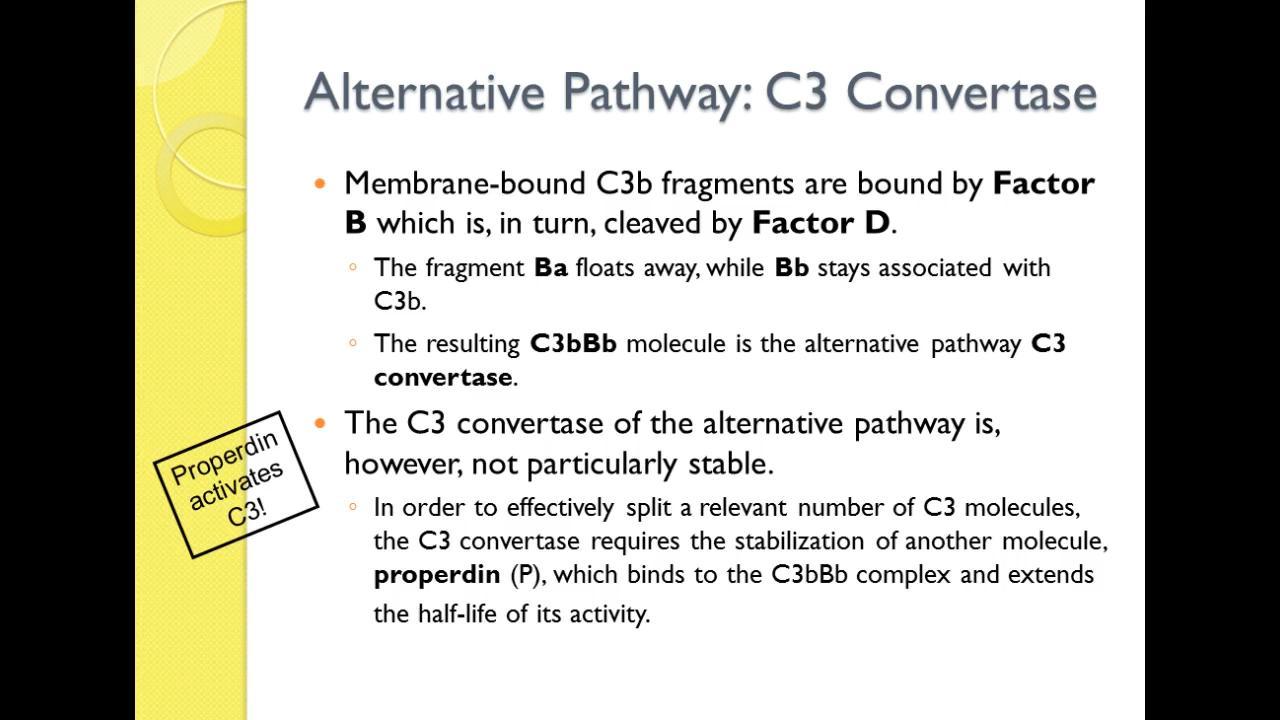 Alternative Pathway: C3 Convertase
• Membrane-bound C3b fragments are bound by Factor
B which is, in turn, cleaved by Factor D.
◦ The fragment Ba floats away, while Bb stays associated with
C3b.
◦ The resulting C3bBb molecule is the alternative pathway C3
convertase.
• The C3 convertase of the alternative pathway is,
however, not particularly stable.
◦ In order to effectively split a relevant number of C3 molecules,
the C3 convertase requires the stabilization of another molecule,
properdin (P), which binds to the C3bBb complex and extends
the half-life of its activity.
Properdin
activates
C3!